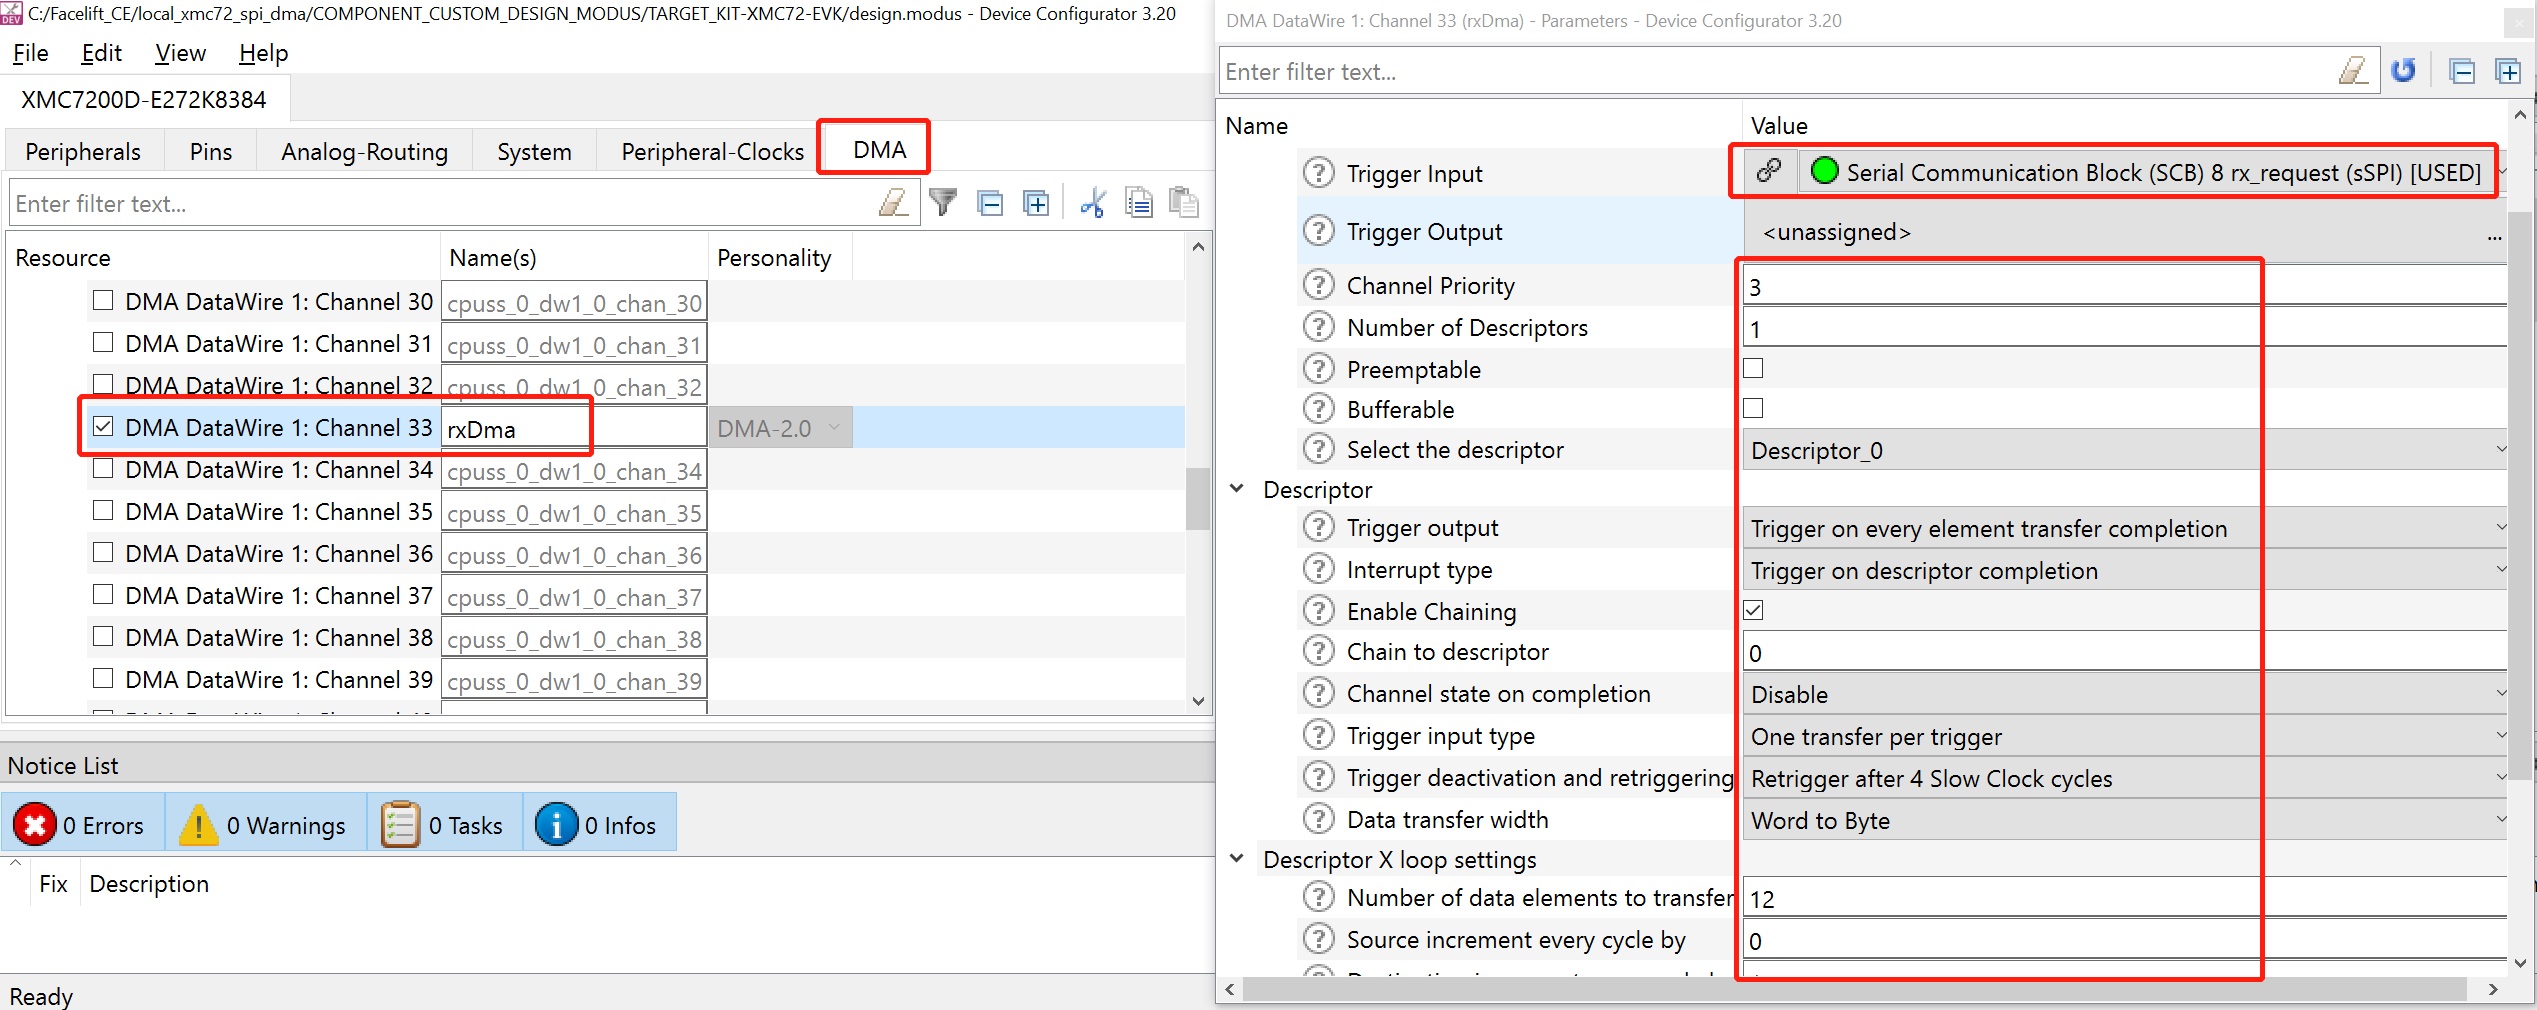 C:/Facelift_CE/local_xmc72_spi_dma/COMPONENT_CUSTOM_DESIGN_MODUS/TARGET_KIT-XMC72-EVK/design.modus - Device Configurator 3.20
File Edit View Help
XMC7200D-E272K8384
Peripherals Pins Analog-Routing System Peripheral-Clocks DMA
Enter filter text...
Resource Name(s) Personality
DMA DataWire 1: Channel 30 cpuss_0_dw1_0_chan_30
DMA DataWire 1: Channel 31 cpuss_0_dw1_0_chan_31
DMA DataWire 1: Channel 32 cpuss_0_dw1_0_chan_32
DMA DataWire 1: Channel 33 rxDma DMA-2.0
DMA DataWire 1: Channel 34 cpuss_0_dw1_0_chan_34
DMA DataWire 1: Channel 35 cpuss_0_dw1_0_chan_35
DMA DataWire 1: Channel 36 cpuss_0_dw1_0_chan_36
DMA DataWire 1: Channel 37 cpuss_0_dw1_0_chan_37
DMA DataWire 1: Channel 38 cpuss_0_dw1_0_chan_38
DMA DataWire 1: Channel 39 cpuss_0_dw1_0_chan_39
Notice List
0 Errors 0 Warnings 0 Tasks 0 Infos
Fix Description
Ready
DMA DataWire 1: Channel 33 (rxDma) - Parameters - Device Configurator 3.20
Enter filter text...
Name Value
Trigger Input Serial Communication Block (SCB) 8 rx_request (sSPI) [USED]
Trigger Output <unassigned> ...
Channel Priority 3
Number of Descriptors 1
Preemptable
Bufferable
Select the descriptor Descriptor_0
Descriptor
Trigger output Trigger on every element transfer completion
Interrupt type Trigger on descriptor completion
Enable Chaining
Chain to descriptor 0
Channel state on completion Disable
Trigger input type One transfer per trigger
Trigger deactivation and retriggering Retrigger after 4 Slow Clock cycles
Data transfer width Word to Byte
Descriptor X loop settings
Number of data elements to transfer 12
Source increment every cycle by 0